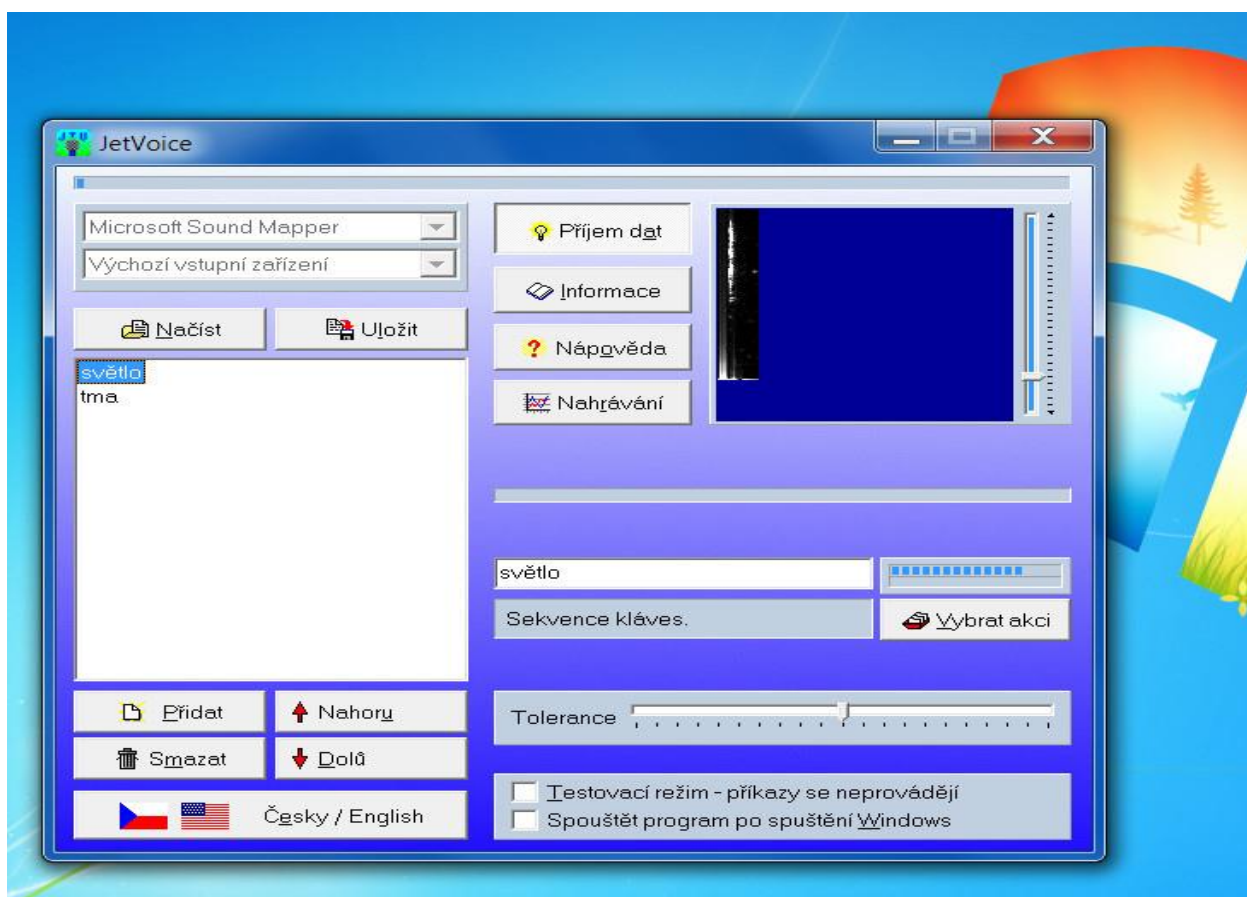 JetVoice
Microsoft Sound Mapper
Výchozí vstupní zařízení
Načíst
Uložit
světlo
tma
Přidat
Nahoru
Smazat
Dolů
Česky / English
Příjem dat
Informace
Nápověda
Nahrávání
světlo
Sekvence kláves.
Vybrat akci
Tolerance
Testovací režim - příkazy se neprovádějí
Spouštět program po spuštění Windows